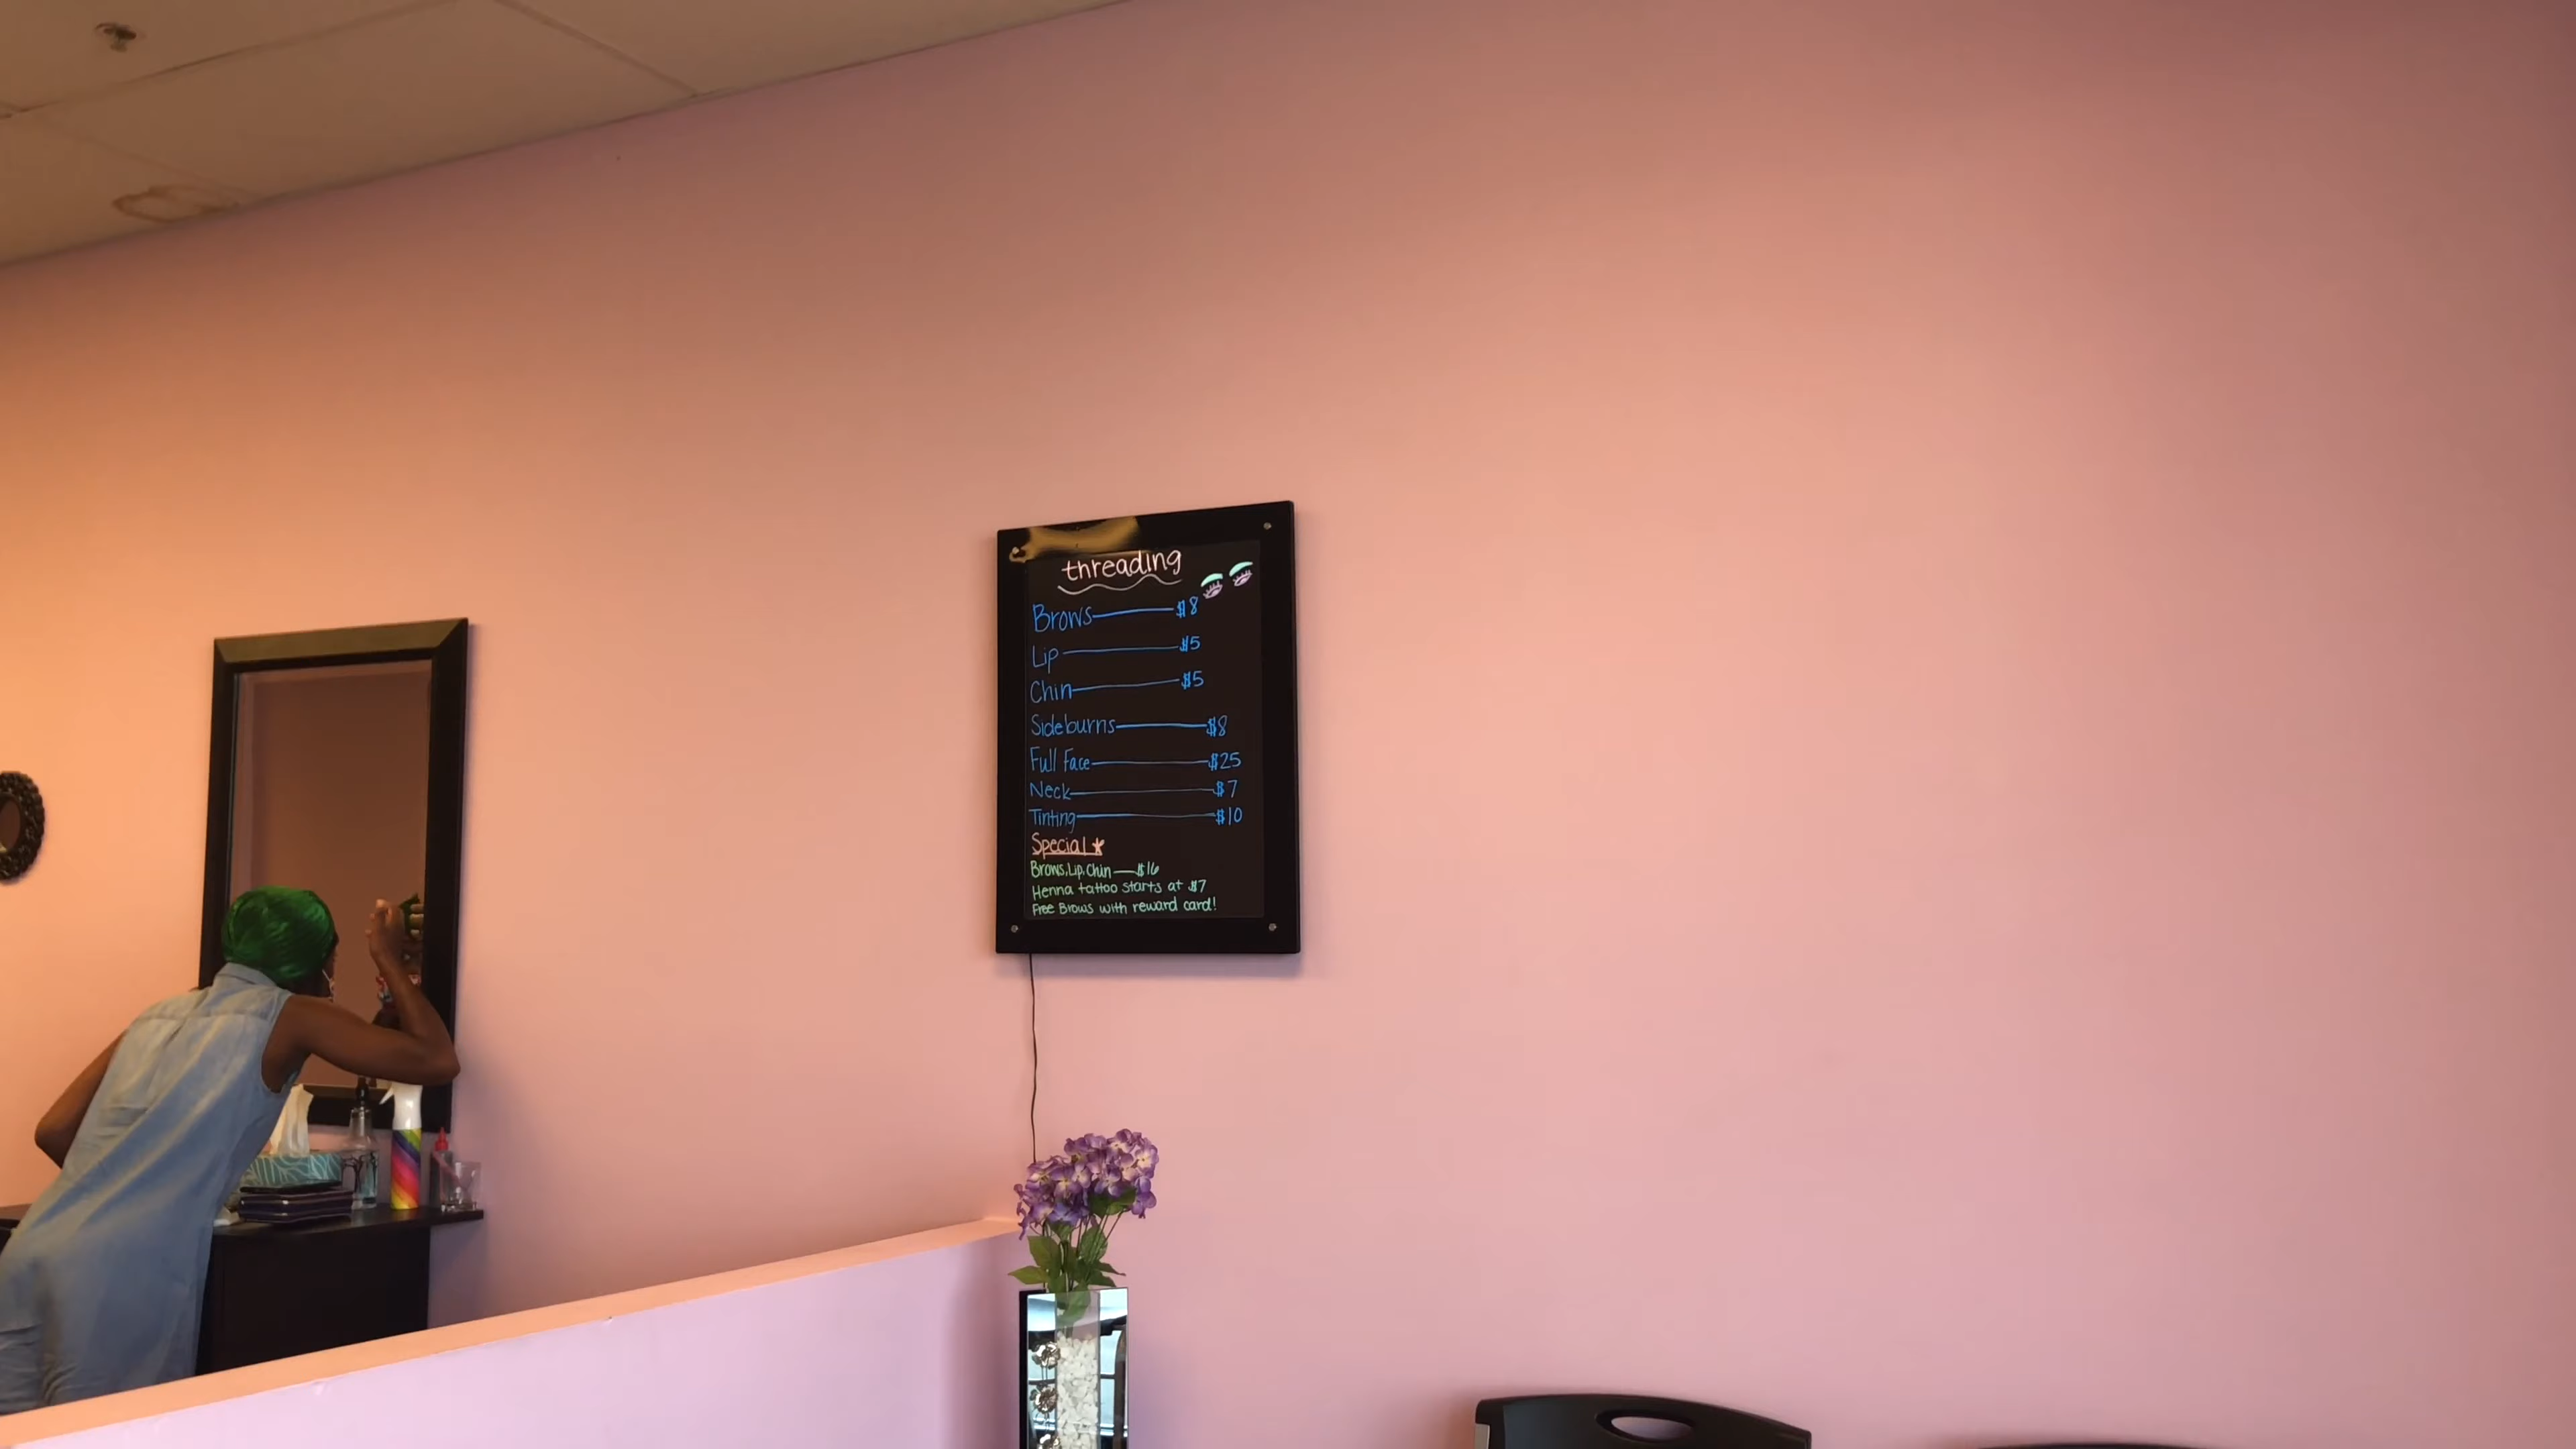 threading
Brows $8
Lip $5
Chin $5
Sideburns $8
Full Face $25
Neck $7
Tinting $10
Special*
Brows, Lip, Chin — $16
Henna tattoo starts at $7
Free Brows with reward card!